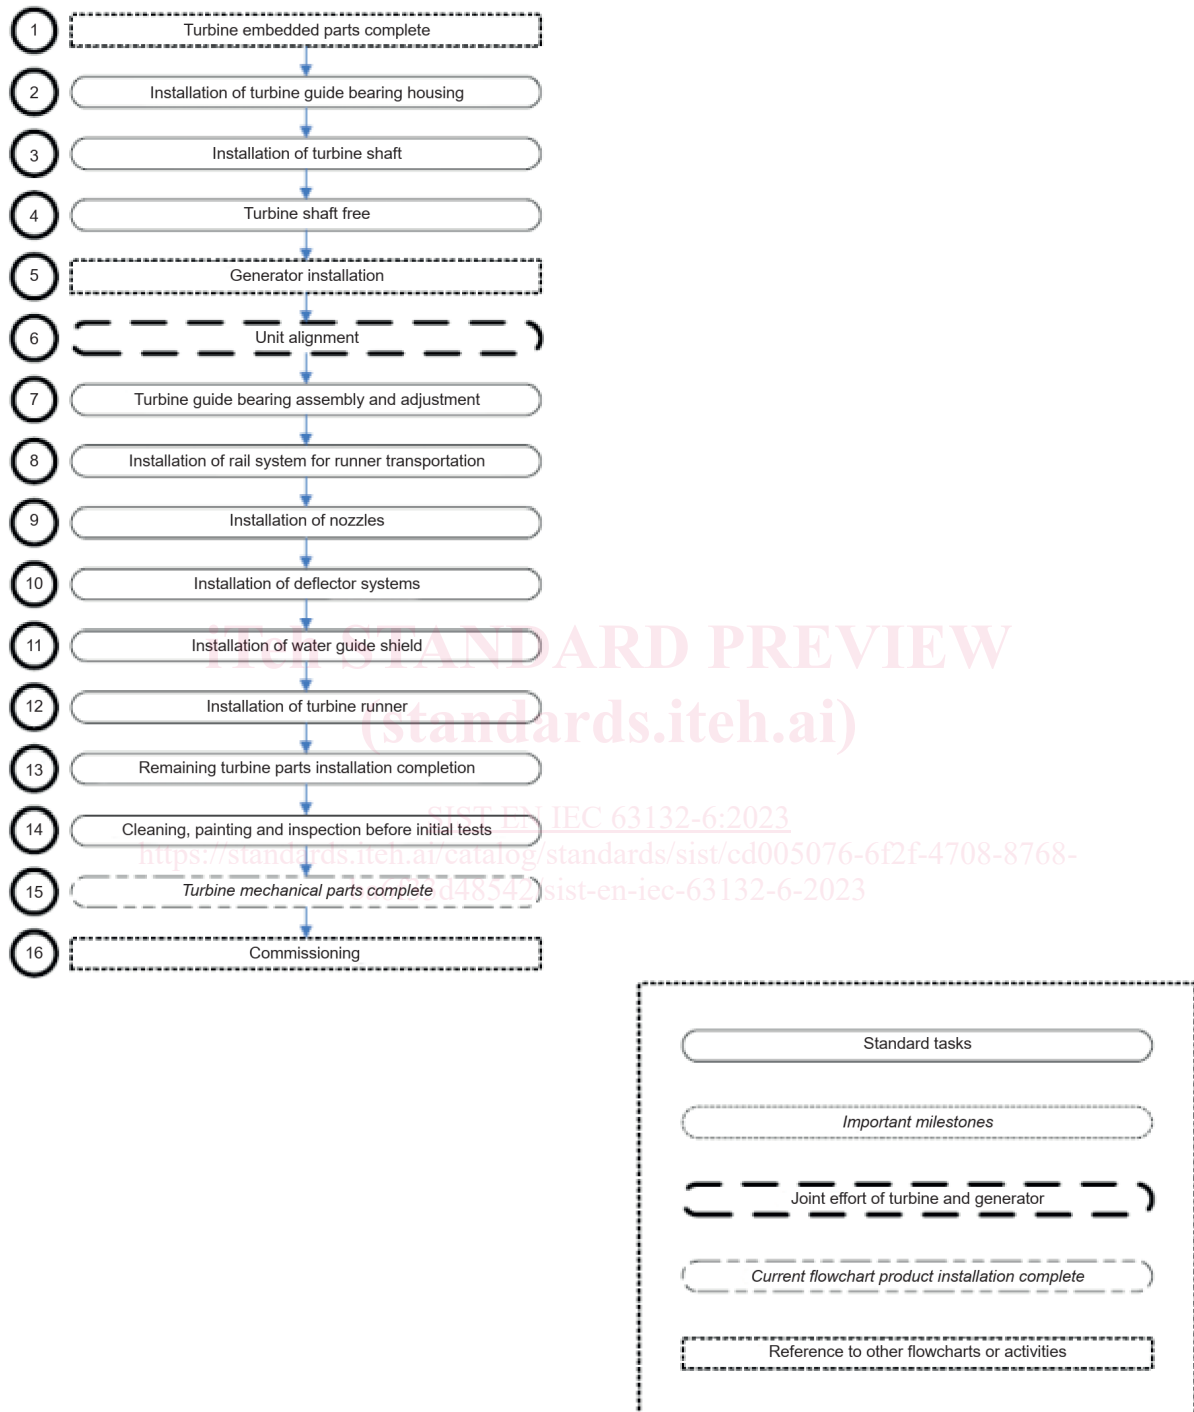 1 Turbine embedded parts complete
2 Installation of turbine guide bearing housing
3 Installation of turbine shaft
4 Turbine shaft free
5 Generator installation
6 Unit alignment
7 Turbine guide bearing assembly and adjustment
8 Installation of rail system for runner transportation
9 Installation of nozzles
10 Installation of deflector systems
11 Installation of water guide shield
iTeh STANDARD PREVIEW
12 Installation of turbine runner
(standards.iteh.ai)
13 Remaining turbine parts installation completion
SIST EN IEC 63132-6:2023
14 Cleaning, painting and inspection before initial tests
https://standards.iteh.ai/catalog/standards/sist/cd005076-6f2f-4708-8768-
15 Turbine mechanical parts complete
sist-en-iec-63132-6-2023
16 Commissioning
Standard tasks
Important milestones
Joint effort of turbine and generator
Current flowchart product installation complete
Reference to other flowcharts or activities